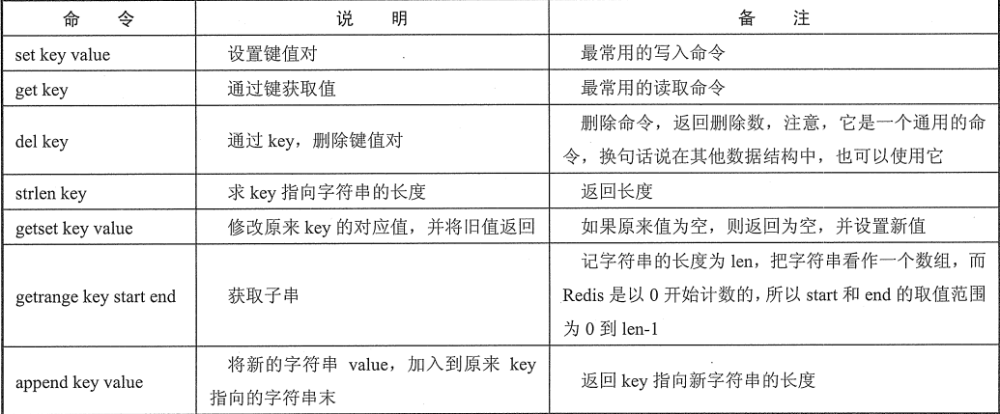 命 令 说 明 备 注
set key value 设置键值对 最常用的写入命令
get key 通过键获取值 最常用的读取命令
del key 通过 key，删除键值对 删除命令，返回删除数，注意，它是一个通用的命
令，换句话说在其他数据结构中，也可以使用它
strlen key 求 key 指向字符串的长度 返回长度
getset key value 修改原来 key 的对应值，并将旧值返回 如果原来值为空，则返回为空，并设置新值
getrange key start end 获取子串 记字符串的长度为 len，把字符串看作一个数组，而
Redis 是以 0 开始计数的，所以 start 和 end 的取值范围
为 0 到 len-1
append key value 将新的字符串 value，加入到原来 key
指向的字符串末 返回 key 指向新字符串的长度